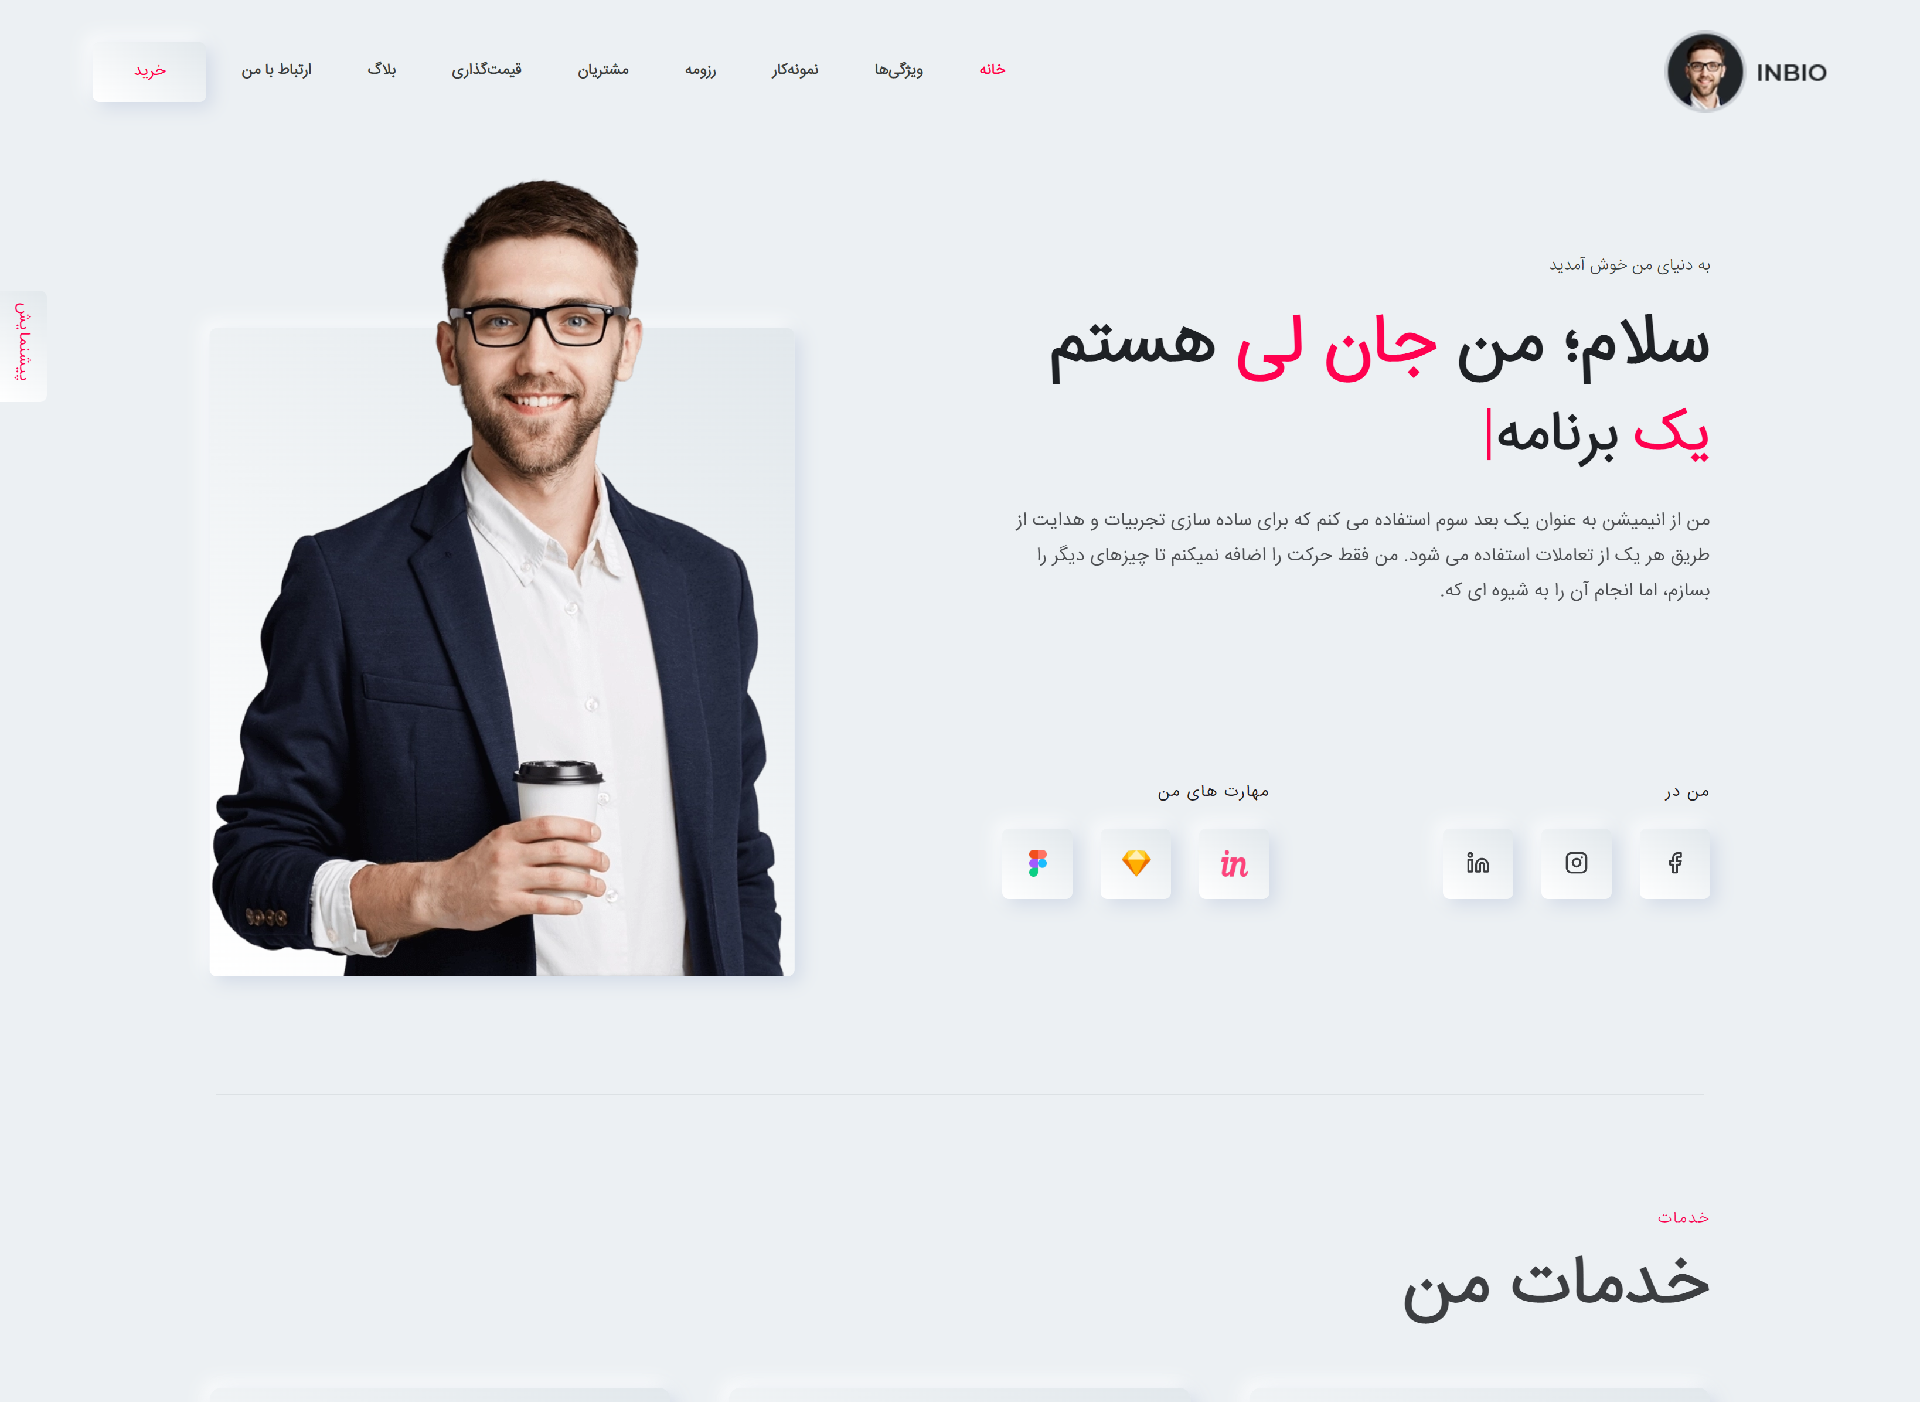 INBIO
خانه
ویژگی‌ها
نمونه‌کار
رزومه
مشتریان
قیمت‌گذاری
بلاگ
ارتباط با من
خرید
پیشنمایش
به دنیای من خوش آمدید
سلام؛ من جان لی هستم
یک برنامه|
من از انیمیشن به عنوان یک بعد سوم استفاده می کنم که برای ساده سازی تجربیات و هدایت از
طریق هر یک از تعاملات استفاده می شود. من فقط حرکت را اضافه نمیکنم تا چیزهای دیگر را
بسازم، اما انجام آن را به شیوه ای که.
من در
مهارت های من
in
خدمات
خدمات من